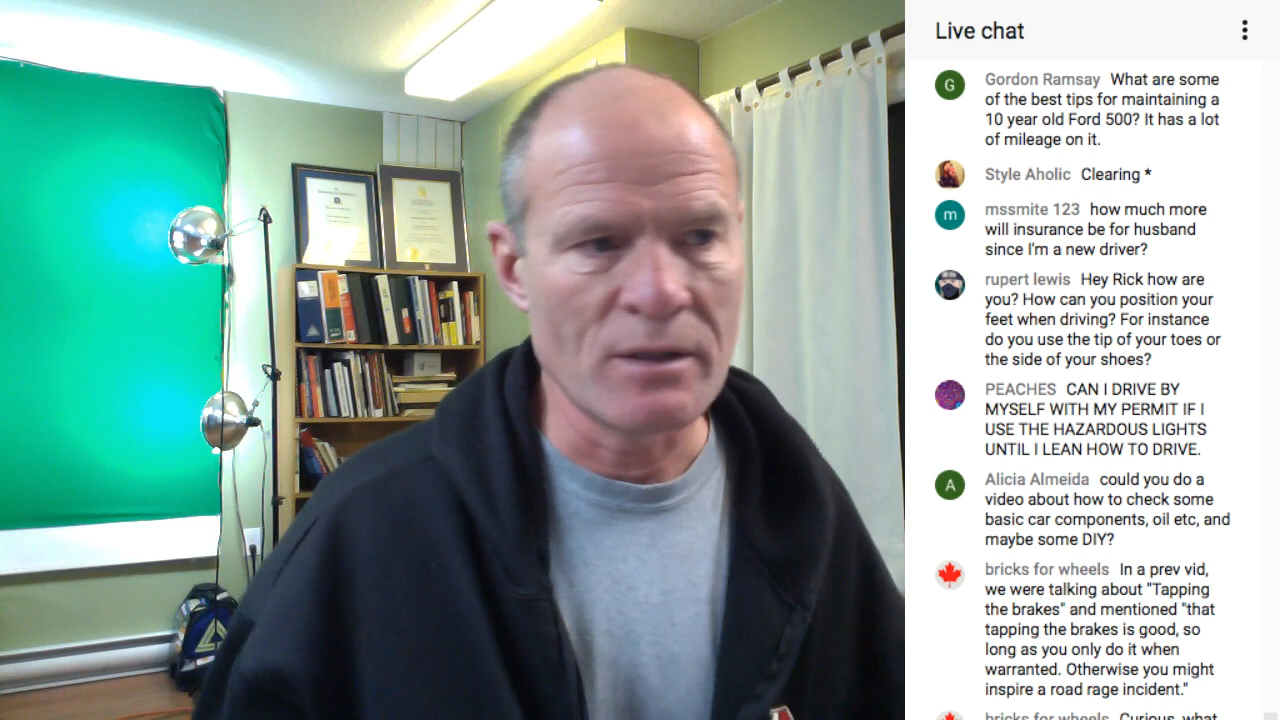 Live chat
G
Gordon Ramsay What are some
of the best tips for maintaining a
10 year old Ford 500? It has a lot
of mileage on it.
Style Aholic Clearing *
m
mssmite 123 how much more
will insurance be for husband
since I'm a new driver?
rupert lewis Hey Rick how are
you? How can you position your
feet when driving? For instance
do you use the tip of your toes or
the side of your shoes?
PEACHES CAN I DRIVE BY
MYSELF WITH MY PERMIT IF I
USE THE HAZARDOUS LIGHTS
UNTIL I LEAN HOW TO DRIVE.
A
Alicia Almeida could you do a
video about how to check some
basic car components, oil etc, and
maybe some DIY?
bricks for wheels In a prev vid,
we were talking about "Tapping
the brakes" and mentioned "that
tapping the brakes is good, so
long as you only do it when
warranted. Otherwise you might
inspire a road rage incident."
bricks for wheels Curious, what